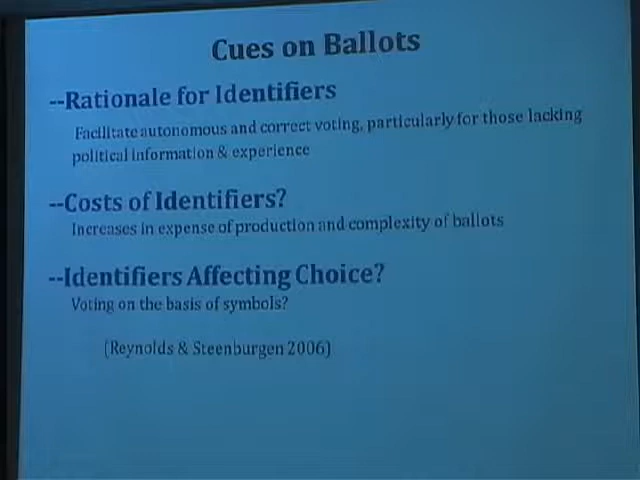 Cues on Ballots
--Rationale for Identifiers
Facilitate autonomous and correct voting, particularly for those lacking
political information & experience
--Costs of Identifiers?
Increases in expense of production and complexity of ballots
--Identifiers Affecting Choice?
Voting on the basis of symbols?
(Reynolds & Steenburgen 2006)